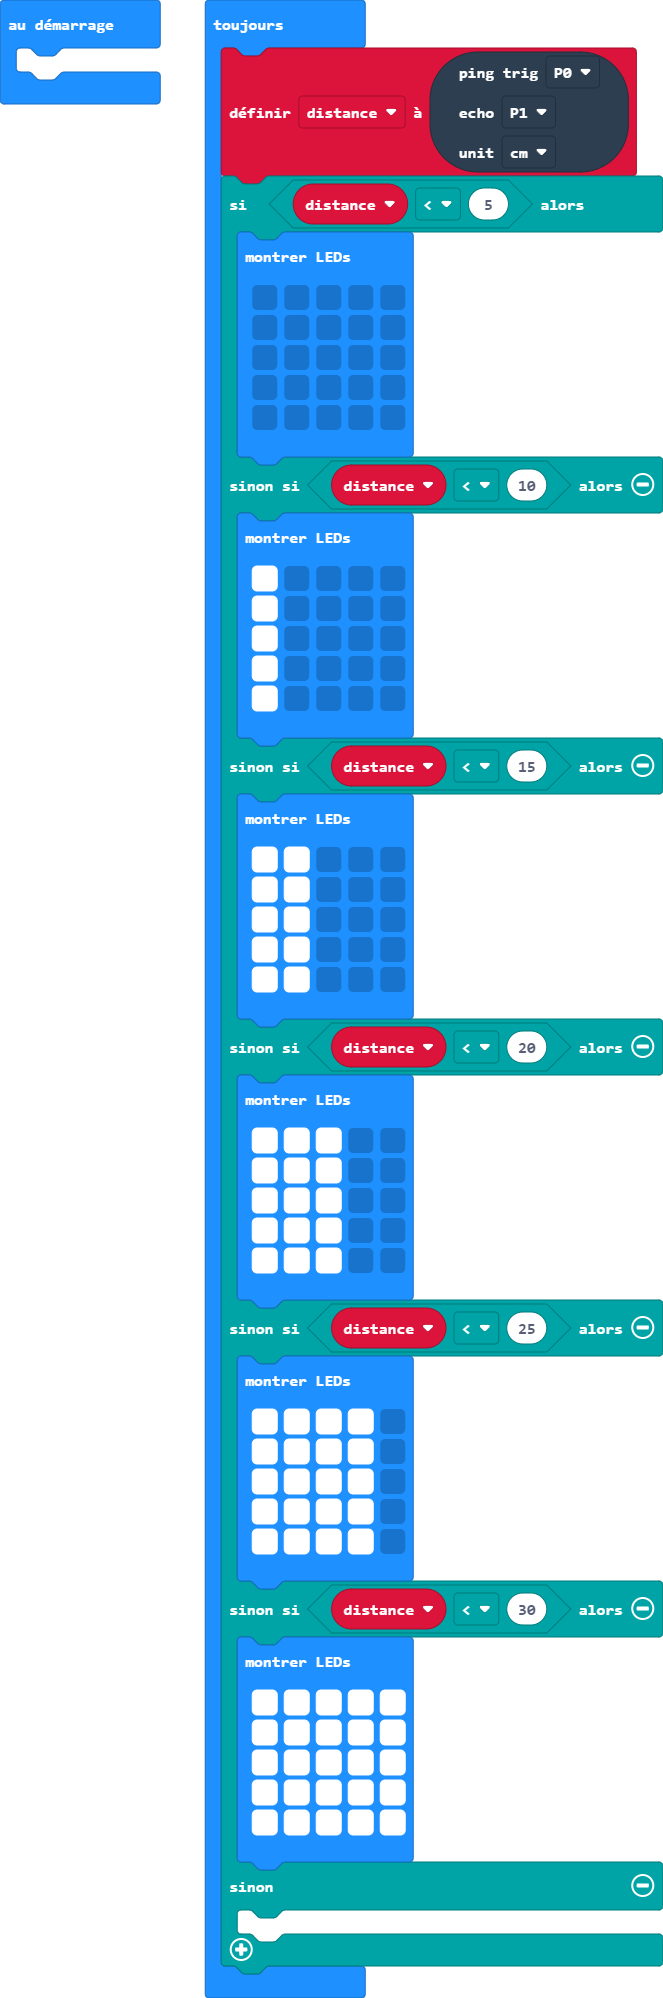 au démarrage
toujours
définir distance à ping trig P0
echo P1
unit cm
si distance < 5 alors
montrer LEDs
sinon si distance < 10 alors
montrer LEDs
sinon si distance < 15 alors
montrer LEDs
sinon si distance < 20 alors
montrer LEDs
sinon si distance < 25 alors
montrer LEDs
sinon si distance < 30 alors
montrer LEDs
sinon